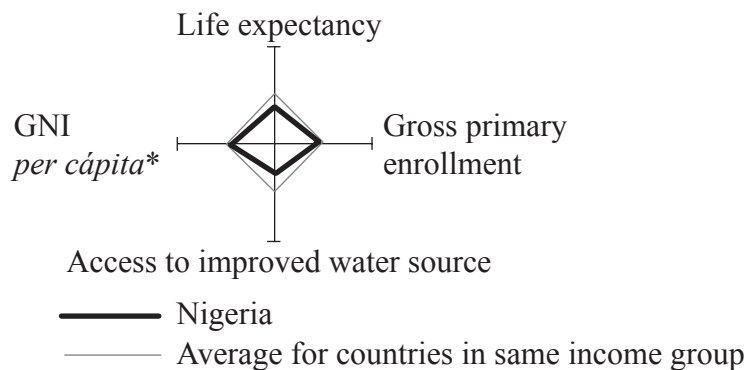 Life expectancy
GNI
per cápita*
Gross primary
enrollment
Access to improved water source
Nigeria
Average for countries in same income group